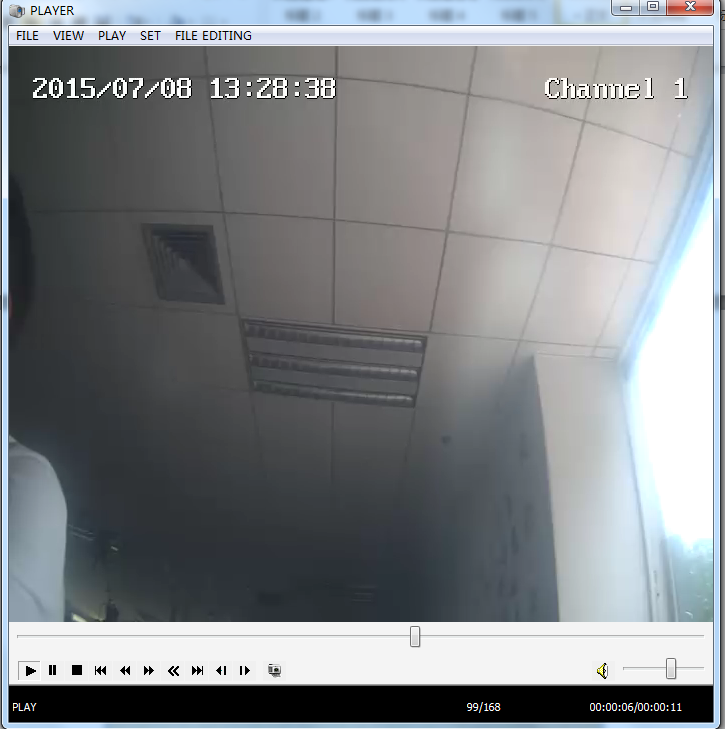 PLAYER
FILE VIEW PLAY SET FILE EDITING
2015/07/08 13:28:38 Channel 1
PLAY 99/168 00:00:06/00:00:11